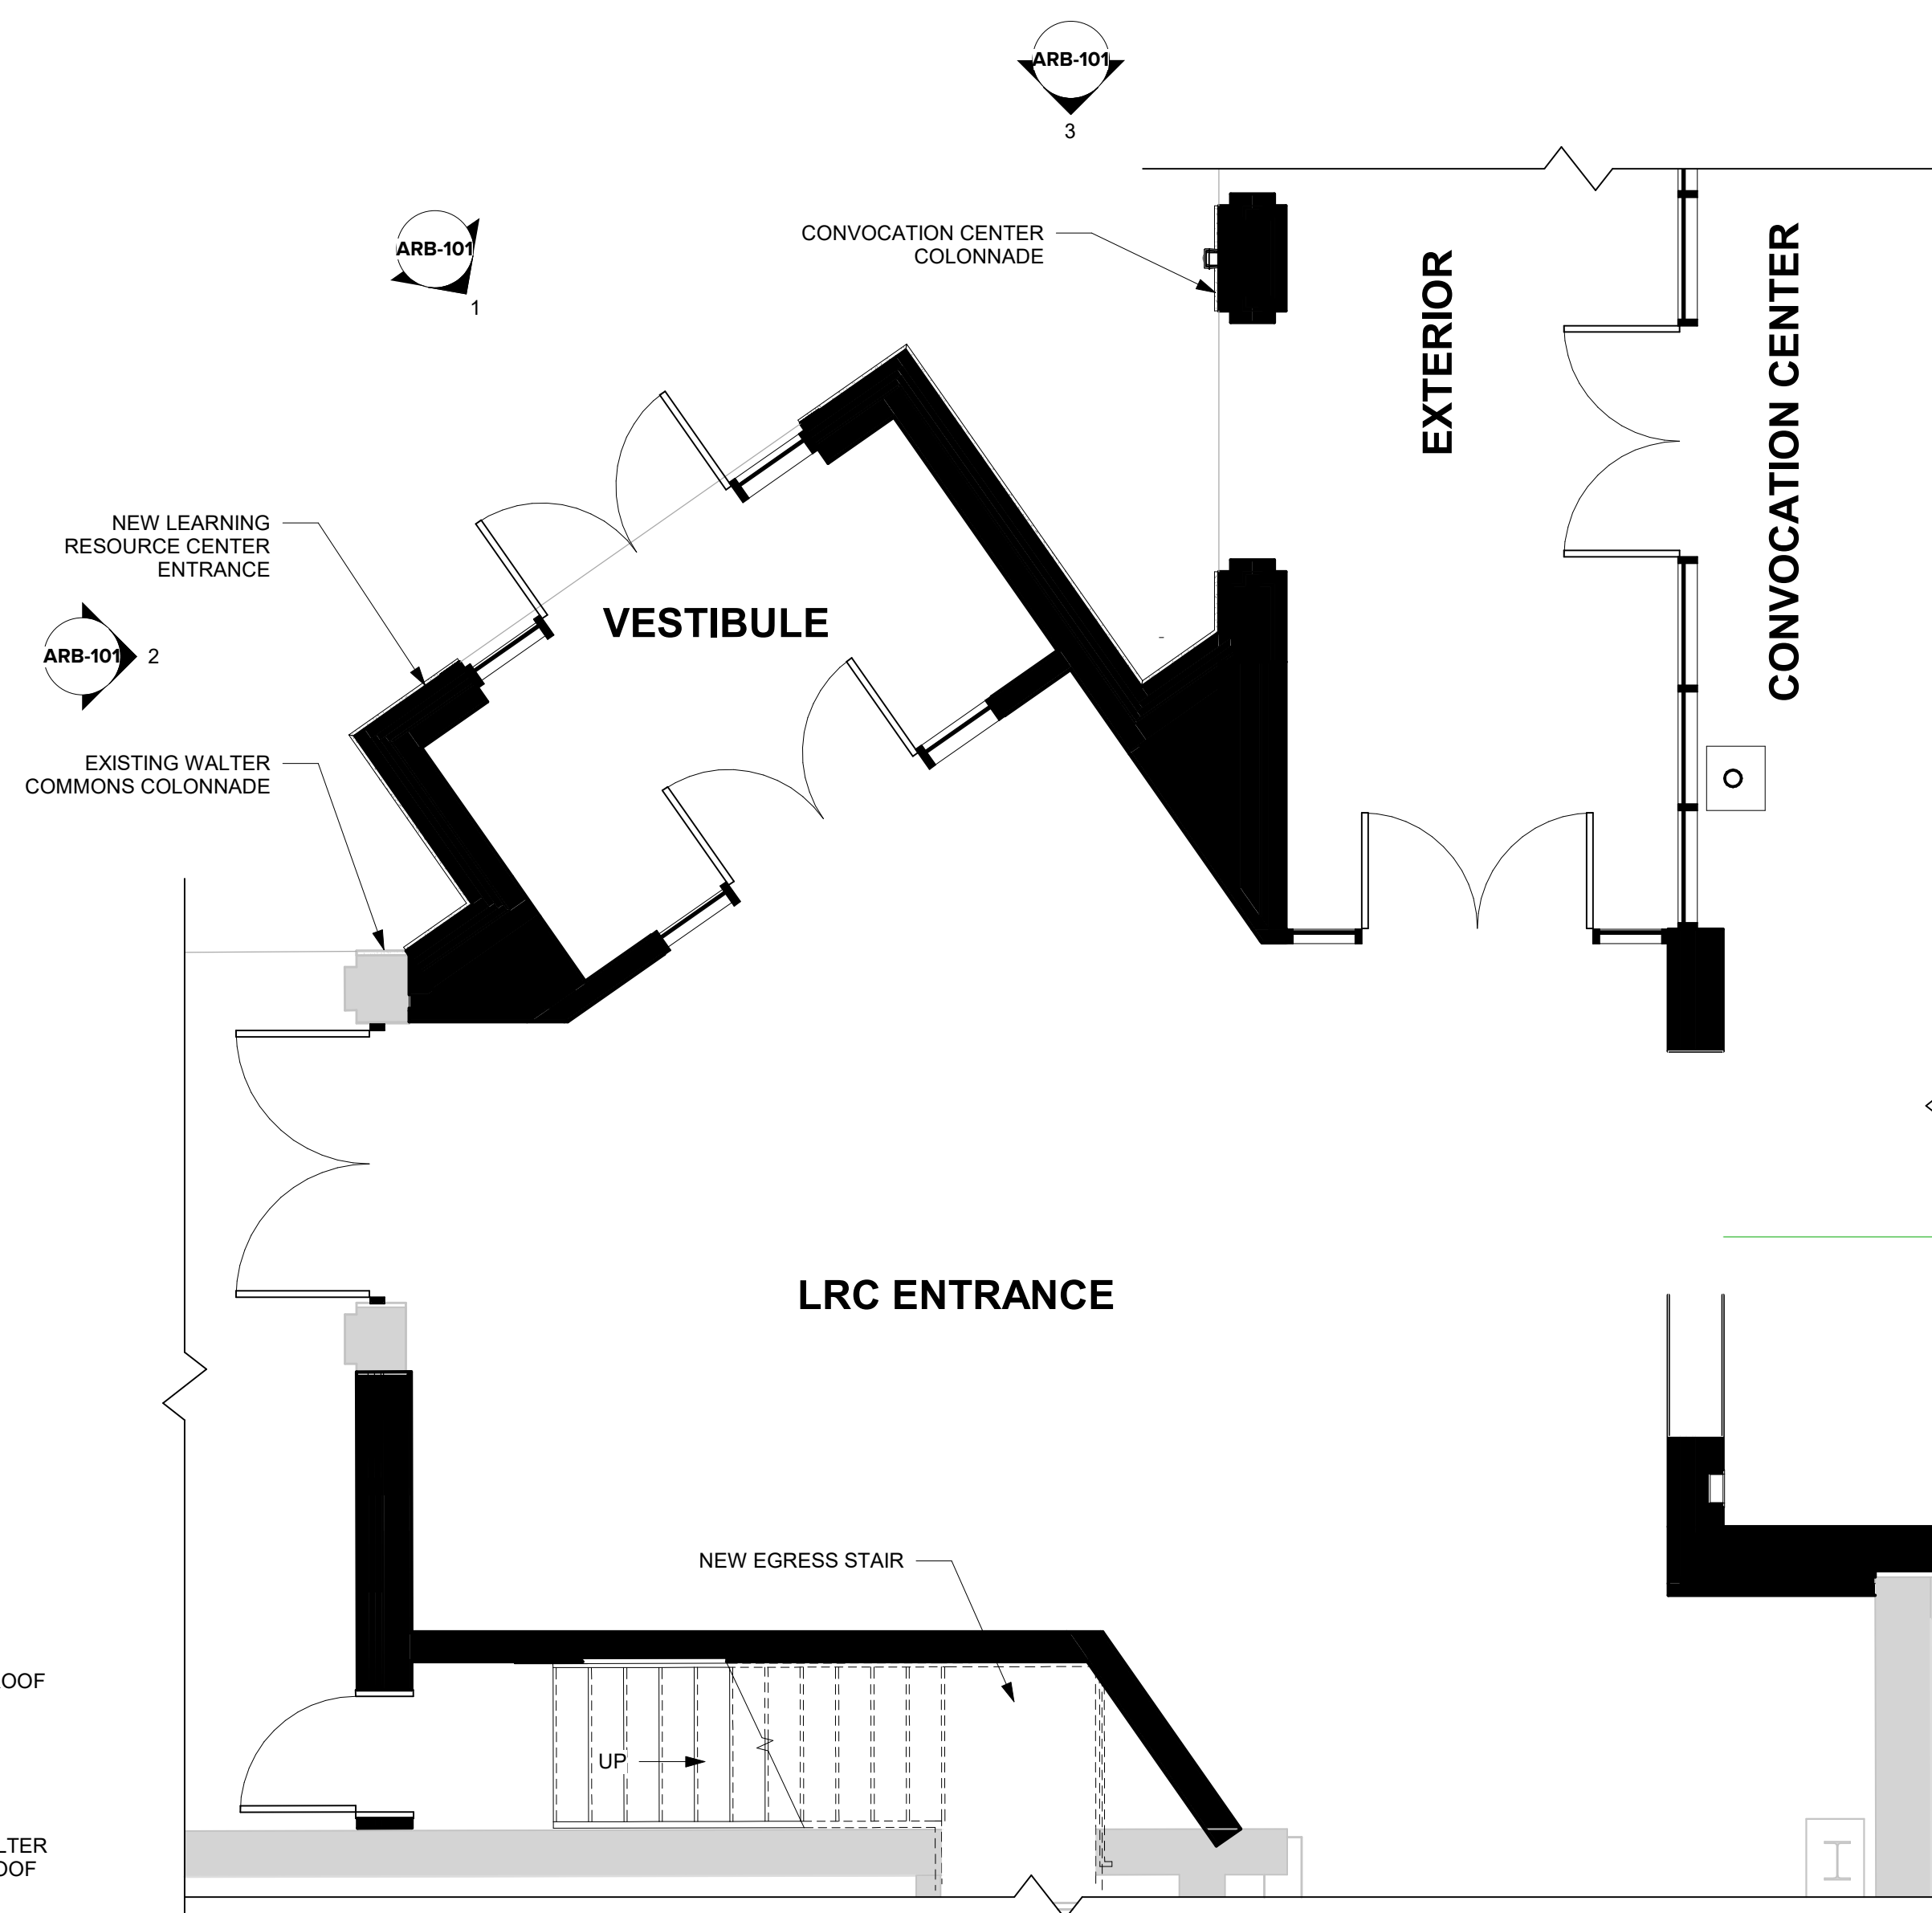 ARB-101
3
ARB-101
1
CONVOCATION CENTER
COLONNADE
EXTERIOR
CONVOCATION CENTER
NEW LEARNING
RESOURCE CENTER
ENTRANCE
VESTIBULE
ARB-101
2
EXISTING WALTER
COMMONS COLONNADE
LRC ENTRANCE
NEW EGRESS STAIR
OOF
UP
LTER
OOF